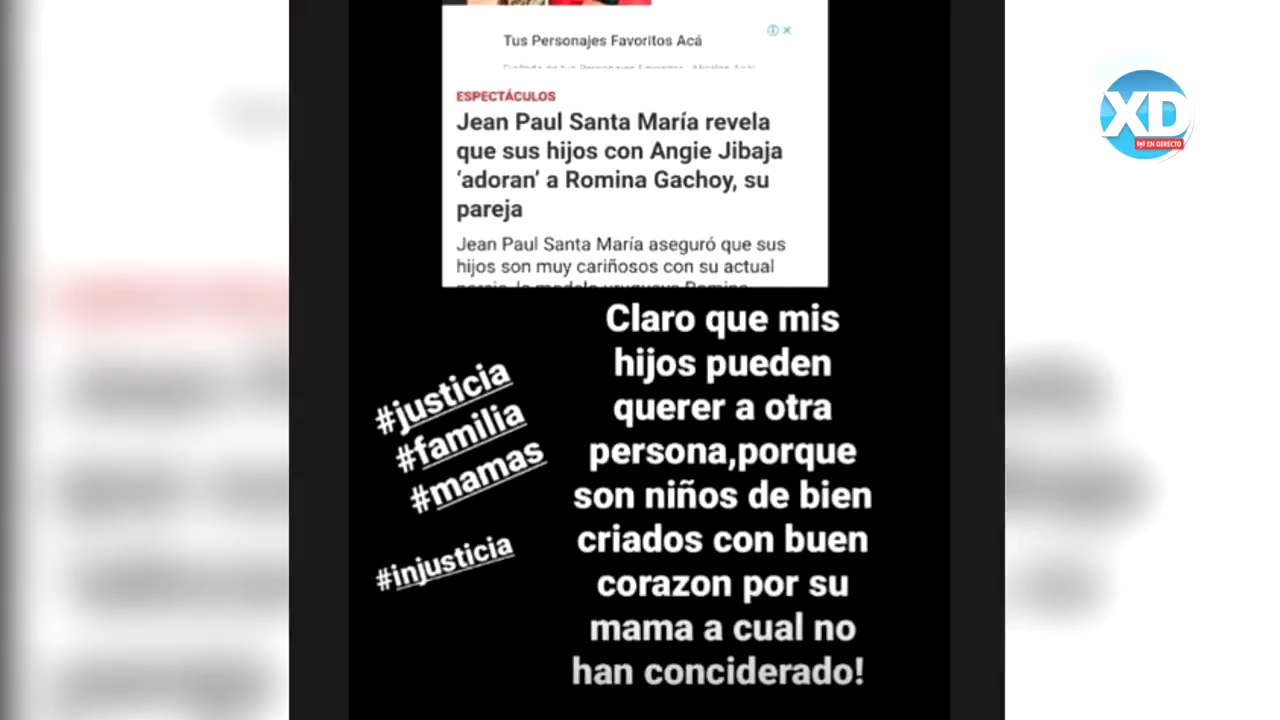 Tus Personajes Favoritos Acá
ESPECTÁCULOS
Jean Paul Santa María revela
que sus hijos con Angie Jibaja
‘adoran’ a Romina Gachoy, su
pareja
Jean Paul Santa María aseguró que sus
hijos son muy cariñosos con su actual
Claro que mis
hijos pueden
querer a otra
persona,porque
son niños de bien
criados con buen
corazon por su
mama a cual no
han conciderado!
#justicia
#familia
#mamas
#injusticia
XD
EN DIRECTO